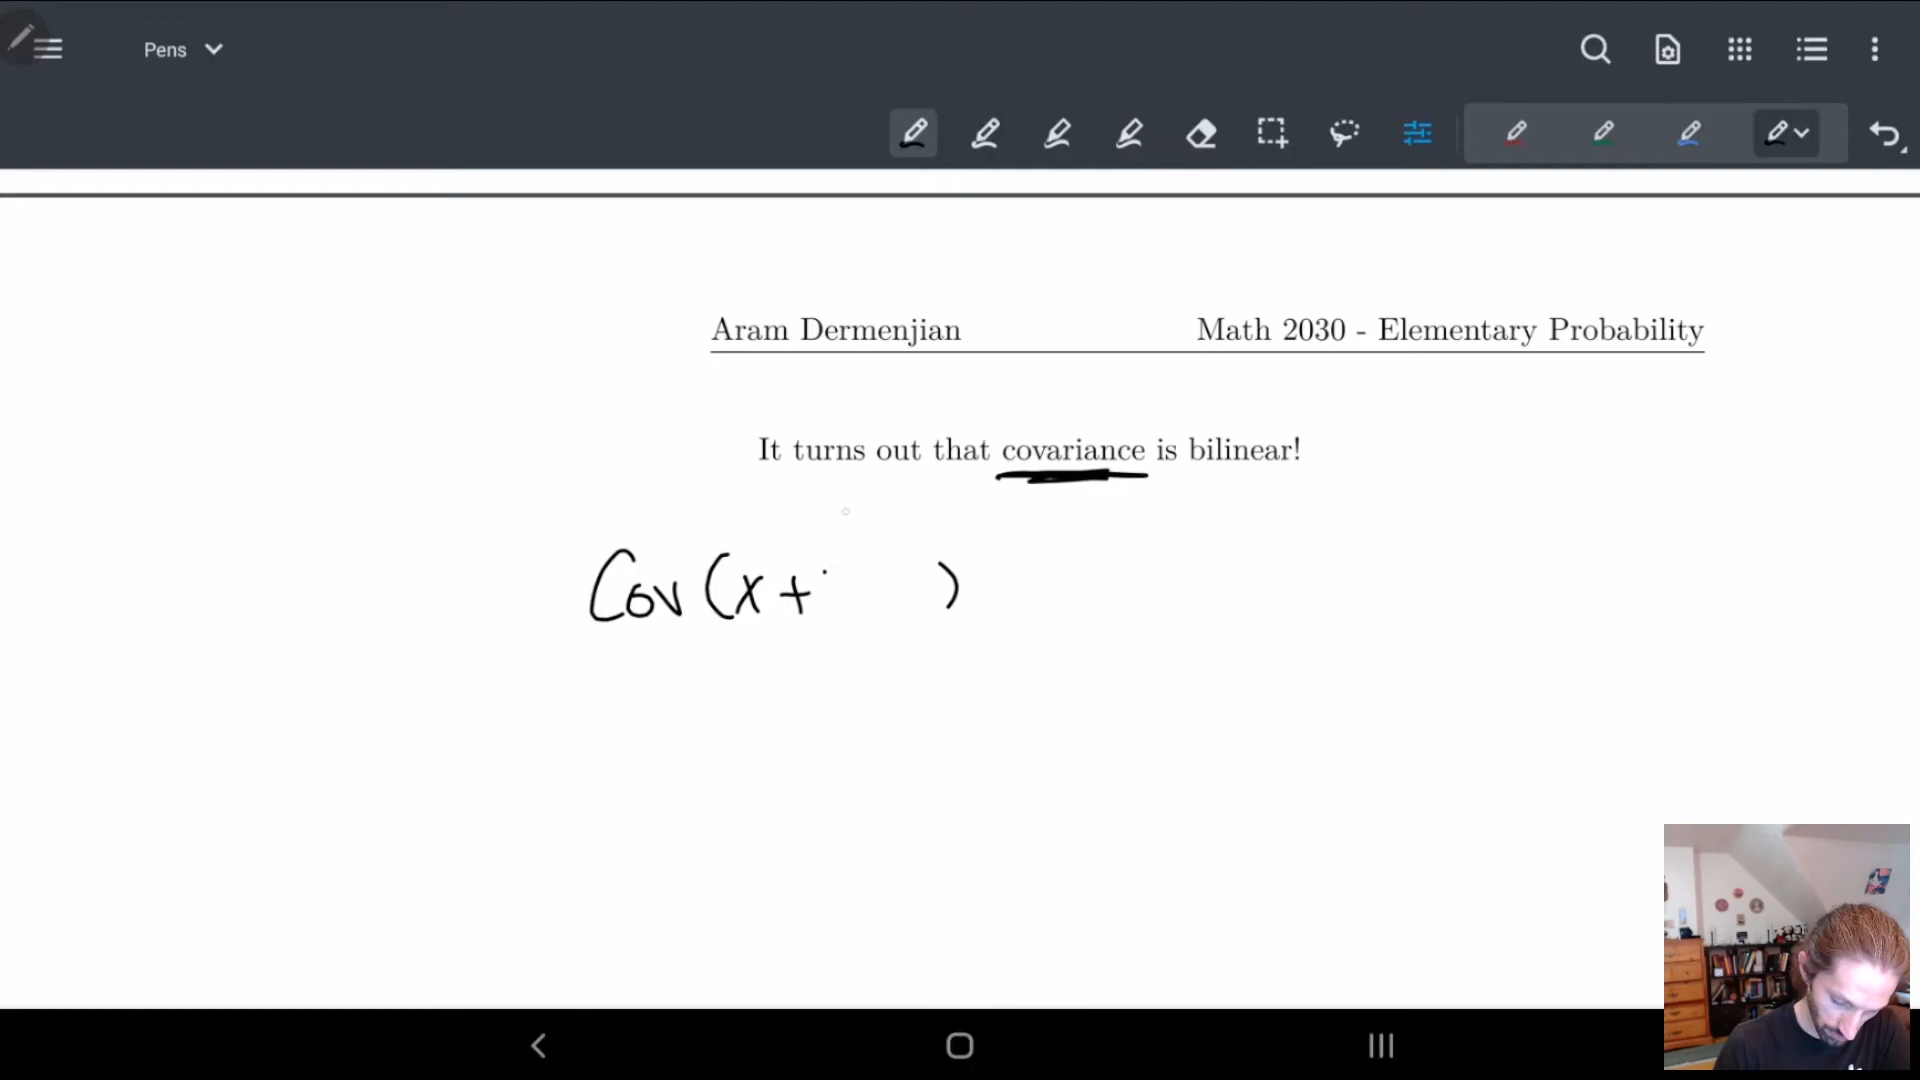 Pens
Aram Dermenjian Math 2030 - Elementary Probability
It turns out that covariance is bilinear!
Cov(x+ )